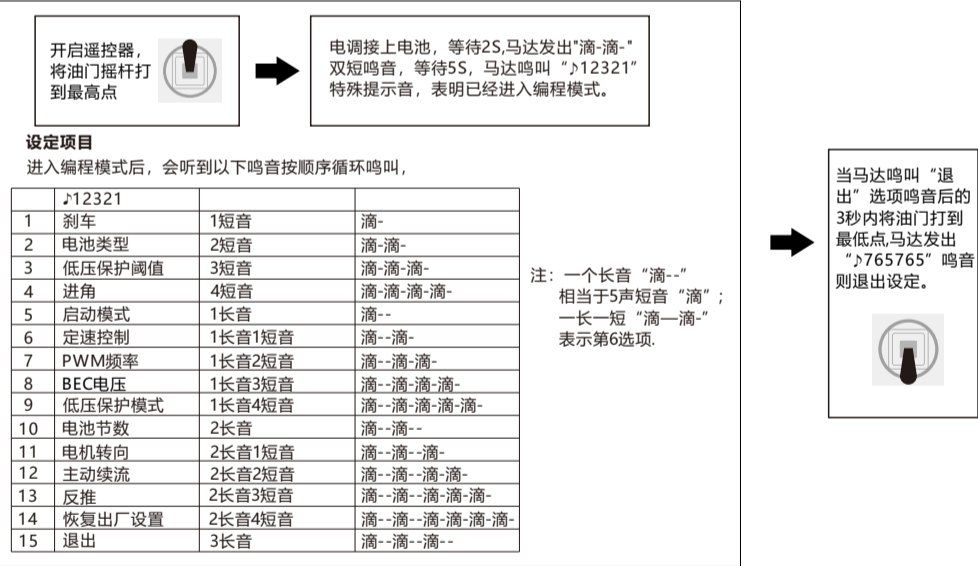 开启遥控器，
将油门摇杆打
到最高点
电调接上电池，等待2S,马达发出"滴-滴-"
双短鸣音，等待5S，马达鸣叫“♪12321”
特殊提示音，表明已经进入编程模式。
设定项目
进入编程模式后，会听到以下鸣音按顺序循环鸣叫，
♪12321
1 刹车 1短音 滴-
2 电池类型 2短音 滴-滴-
3 低压保护阈值 3短音 滴-滴-滴-
4 进角 4短音 滴-滴-滴-滴-
5 启动模式 1长音 滴--
6 定速控制 1长音1短音 滴--滴-
7 PWM频率 1长音2短音 滴--滴-滴-
8 BEC电压 1长音3短音 滴--滴-滴-滴-
9 低压保护模式 1长音4短音 滴--滴-滴-滴-滴-
10 电池节数 2长音 滴--滴--
11 电机转向 2长音1短音 滴--滴--滴-
12 主动续流 2长音2短音 滴--滴--滴-滴-
13 反推 2长音3短音 滴--滴--滴-滴-滴-
14 恢复出厂设置 2长音4短音 滴--滴--滴-滴-滴-滴-
15 退出 3长音 滴--滴--滴--
注：一个长音“滴--“
相当于5声短音“滴”；
一长一短“滴—滴-”
表示第6选项.
当马达鸣叫“退
出”选项鸣音后的
3秒内将油门打到
最低点,马达发出
“♪765765”鸣音
则退出设定。